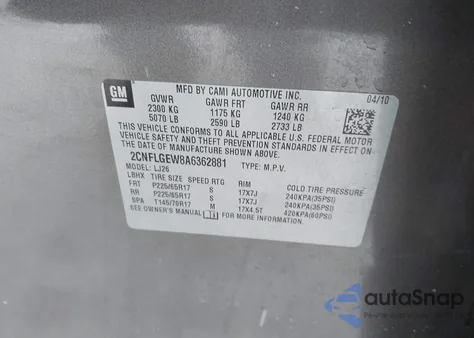 GM
MFD BY CAMI AUTOMOTIVE INC.
04/10
GVWR GAWR FRT GAWR RR
2300 KG 1175 KG 1240 KG
5070 LB 2590 LB 2733 LB
THIS VEHICLE CONFORMS TO ALL APPLICABLE U.S. FEDERAL MOTOR
VEHICLE SAFETY AND THEFT PREVENTION STANDARDS IN EFFECT ON
THE DATE OF MANUFACTURE SHOWN ABOVE.
2CNFLGEW8A6362881 TYPE: M.P.V.
MODEL: LJ26
LBHX TIRE SIZE SPEED RTG RIM COLD TIRE PRESSURE
FRT P225/65R17 S 17X7J 240KPA(35PSI)
RR P225/65R17 S 17X7J 240KPA(35PSI)
SPA T145/70R17 M 17X4.5T 420KPA(60PSI)
SEE OWNER'S MANUAL FOR ADDITIONAL INFORMATION.
autoSnap